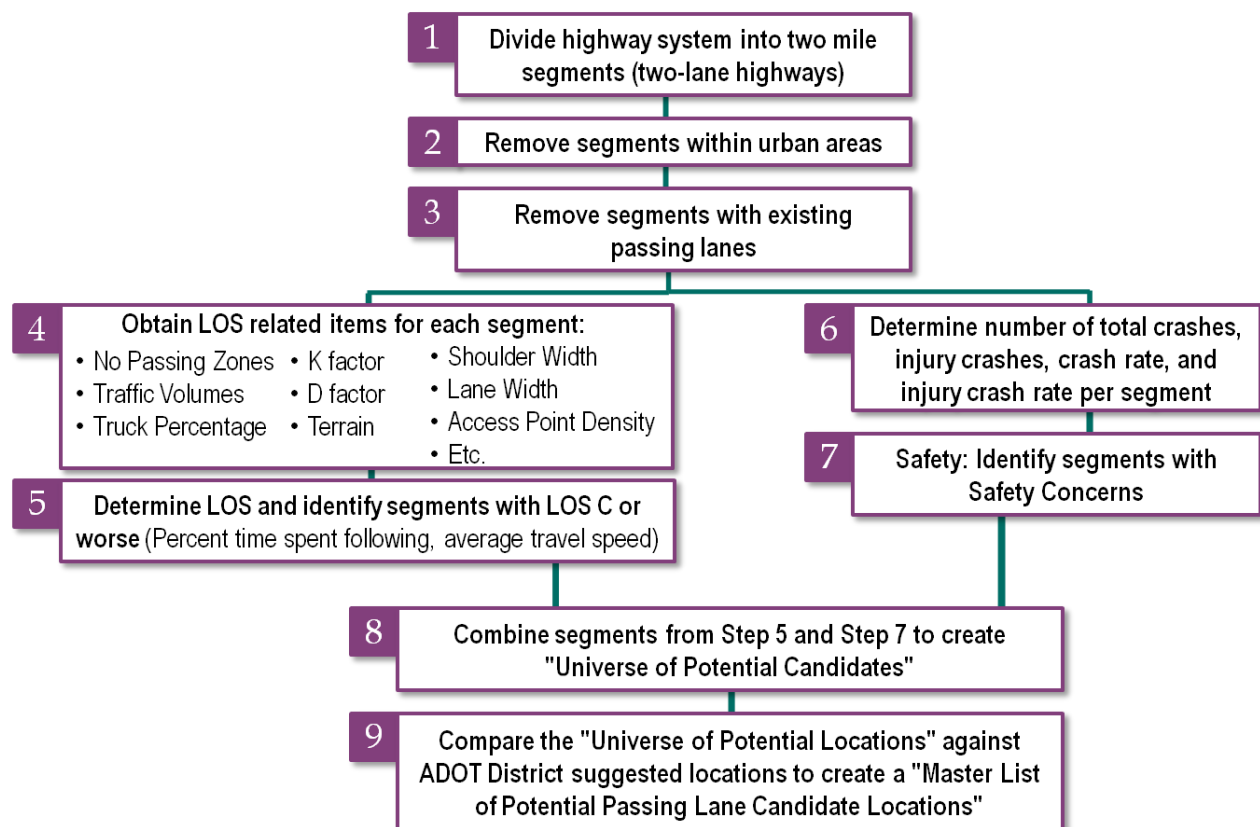 1
Divide highway system into two mile
segments (two-lane highways)
2
Remove segments within urban areas
3
Remove segments with existing
passing lanes
4
Obtain LOS related items for each segment:
• No Passing Zones
• Traffic Volumes
• Truck Percentage
• K factor
• D factor
• Terrain
• Shoulder Width
• Lane Width
• Access Point Density
• Etc.
5
Determine LOS and identify segments with LOS C or
worse (Percent time spent following, average travel speed)
6
Determine number of total crashes,
injury crashes, crash rate, and
injury crash rate per segment
7
Safety: Identify segments with
Safety Concerns
8
Combine segments from Step 5 and Step 7 to create
"Universe of Potential Candidates"
9
Compare the "Universe of Potential Locations" against
ADOT District suggested locations to create a "Master List
of Potential Passing Lane Candidate Locations"